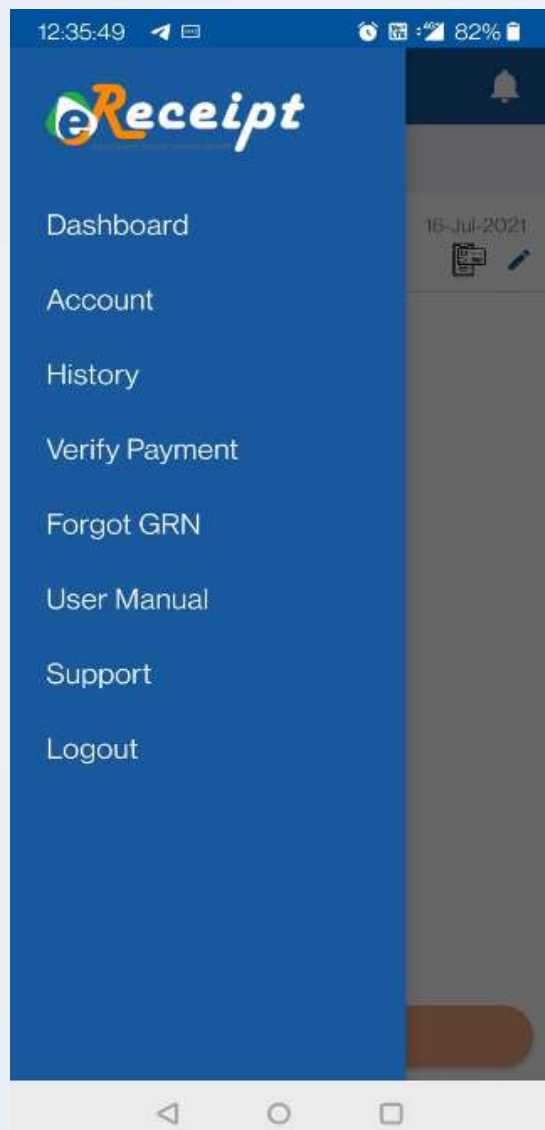 12:35:49 82%
eReceipt
16-Jul-2021
Dashboard
Account
History
Verify Payment
Forgot GRN
User Manual
Support
Logout